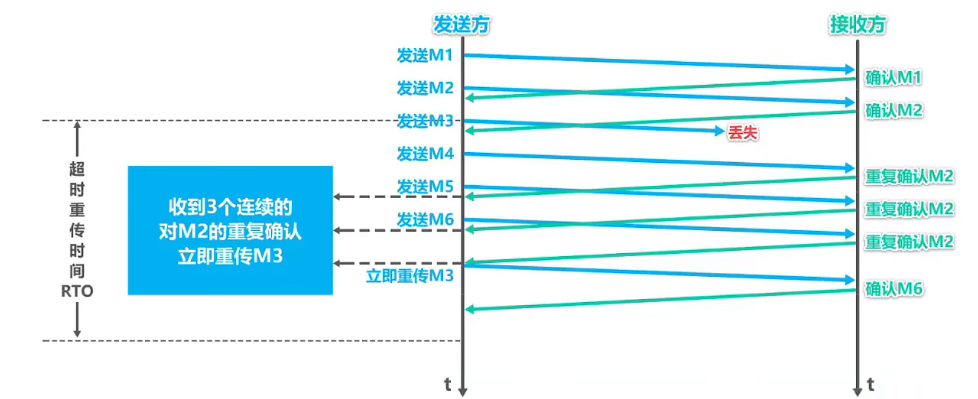 发送方
接收方
发送M1
确认M1
发送M2
确认M2
发送M3
丢失
发送M4
重复确认M2
发送M5
重复确认M2
发送M6
重复确认M2
立即重传M3
确认M6
超
时
重
传
时
间
RTO
收到3个连续的
对M2的重复确认
立即重传M3
t
t